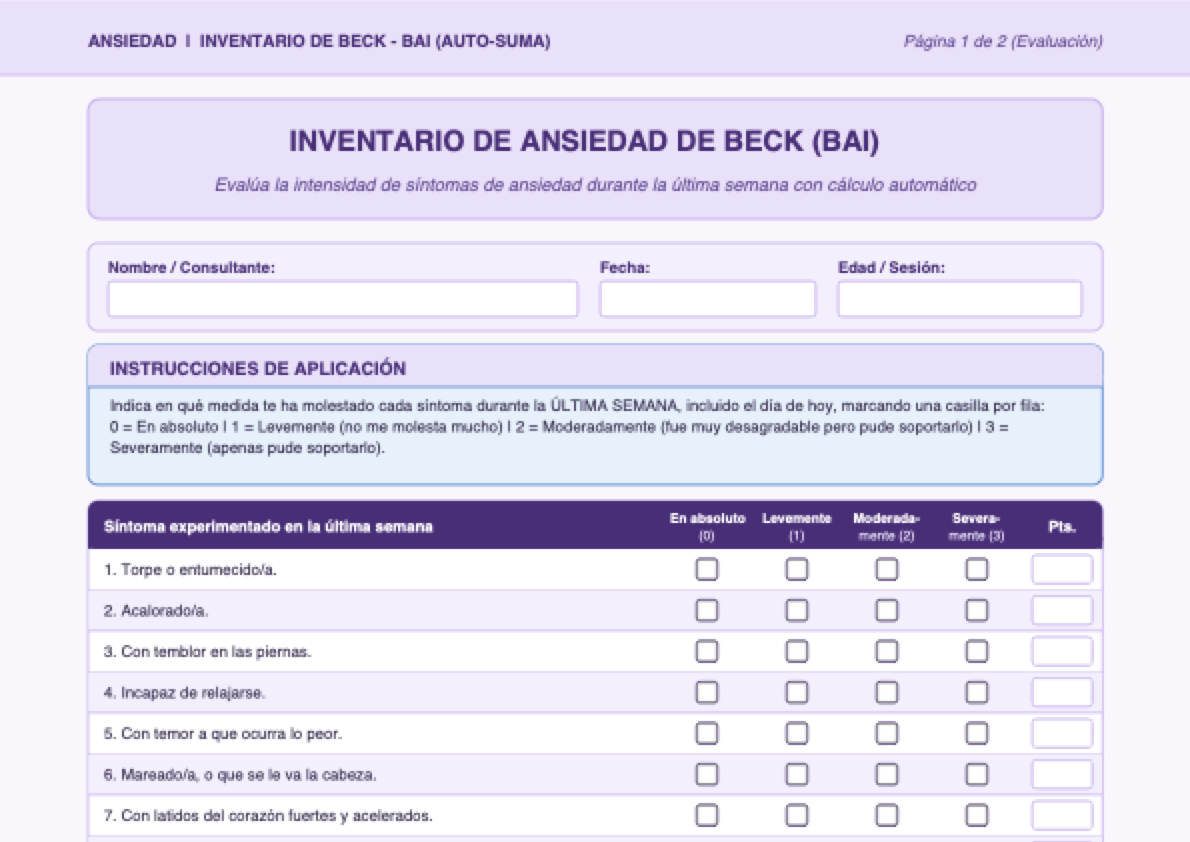 ANSIEDAD | INVENTARIO DE BECK - BAI (AUTO-SUMA)
Página 1 de 2 (Evaluación)
INVENTARIO DE ANSIEDAD DE BECK (BAI)
Evalúa la intensidad de síntomas de ansiedad durante la última semana con cálculo automático
Nombre / Consultante:
Fecha:
Edad / Sesión:
INSTRUCCIONES DE APLICACIÓN
Indica en qué medida te ha molestado cada síntoma durante la ÚLTIMA SEMANA, incluido el día de hoy, marcando una casilla por fila:
0 = En absoluto | 1 = Levemente (no me molesta mucho) | 2 = Moderadamente (fue muy desagradable pero pude soportarlo) | 3 =
Severamente (apenas pude soportarlo).
Síntoma experimentado en la última semana
En absoluto
(0)
Levemente
(1)
Moderada-
mente (2)
Severa-
mente (3)
Pts.
1. Torpe o entumecido/a.
2. Acalorado/a.
3. Con temblor en las piernas.
4. Incapaz de relajarse.
5. Con temor a que ocurra lo peor.
6. Mareado/a, o que se le va la cabeza.
7. Con latidos del corazón fuertes y acelerados.